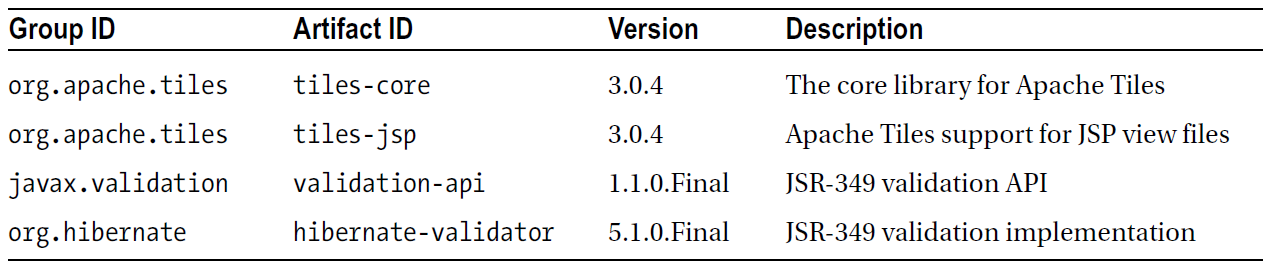 Group ID Artifact ID Version Description
org.apache.tiles tiles-core 3.0.4 The core library for Apache Tiles
org.apache.tiles tiles-jsp 3.0.4 Apache Tiles support for JSP view files
javax.validation validation-api 1.1.0.Final JSR-349 validation API
org.hibernate hibernate-validator 5.1.0.Final JSR-349 validation implementation